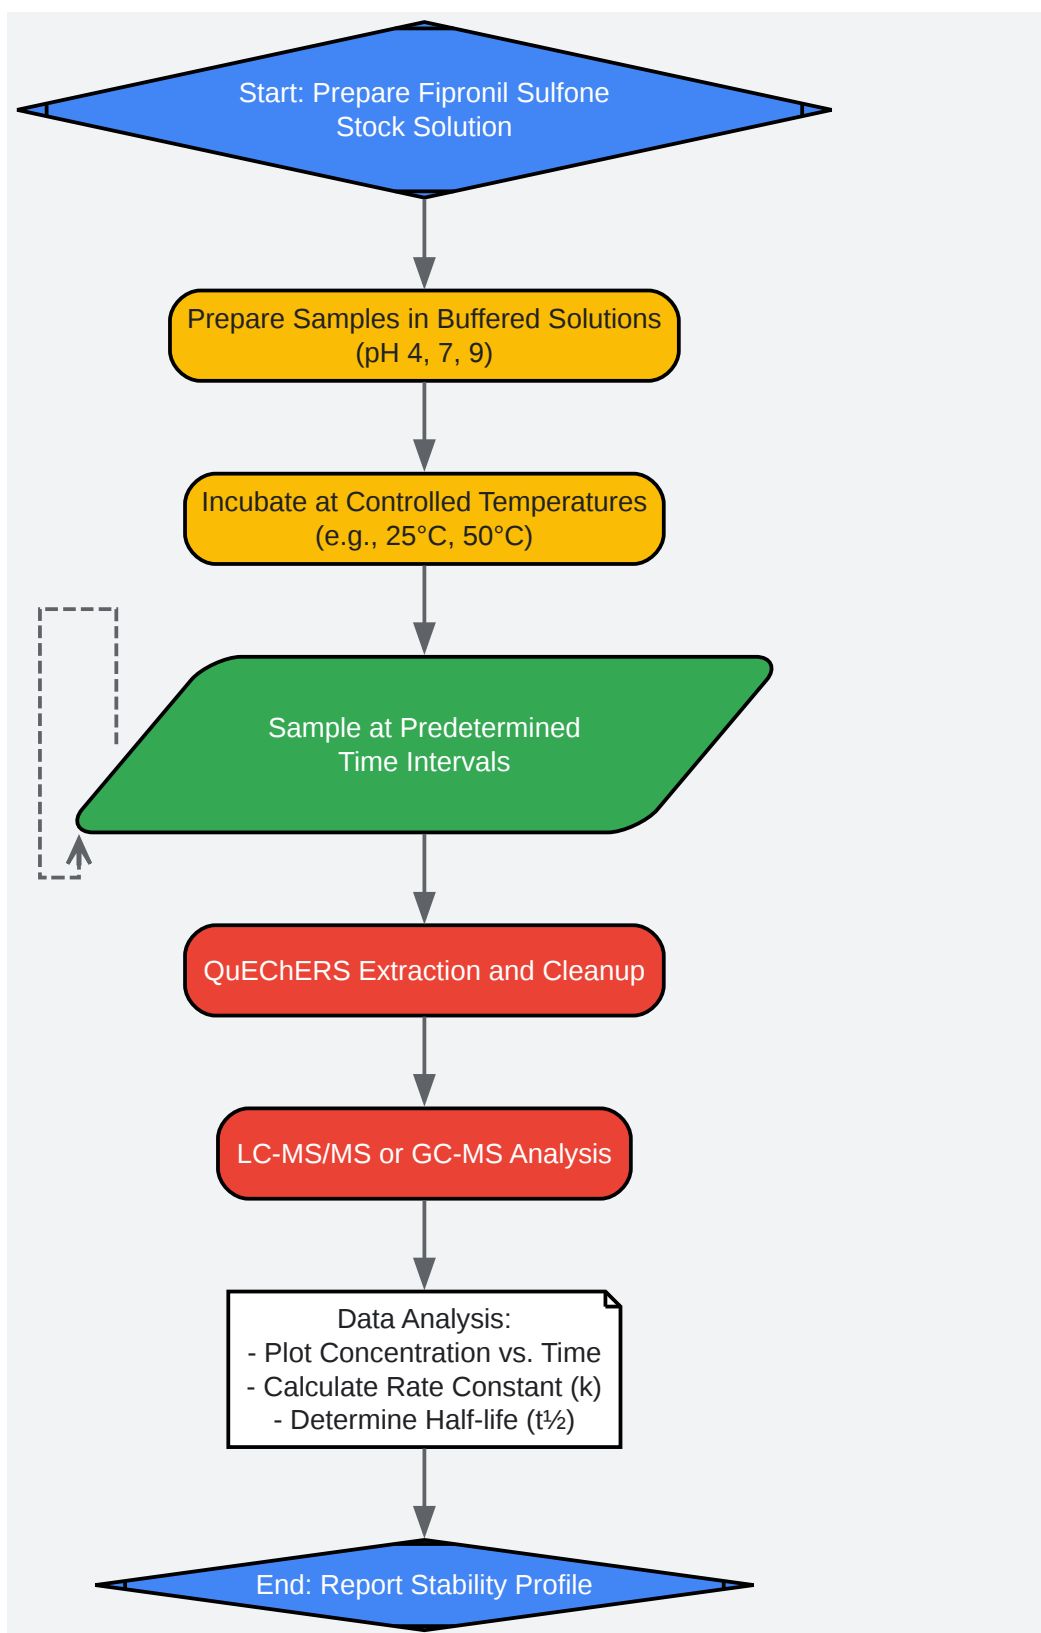 Start: Prepare Fipronil Sulfone
Stock Solution
Prepare Samples in Buffered Solutions
(pH 4, 7, 9)
Incubate at Controlled Temperatures
(e.g., 25°C, 50°C)
Sample at Predetermined
Time Intervals
QuEChERS Extraction and Cleanup
LC-MS/MS or GC-MS Analysis
Data Analysis:
- Plot Concentration vs. Time
- Calculate Rate Constant (k)
- Determine Half-life (t½)
End: Report Stability Profile